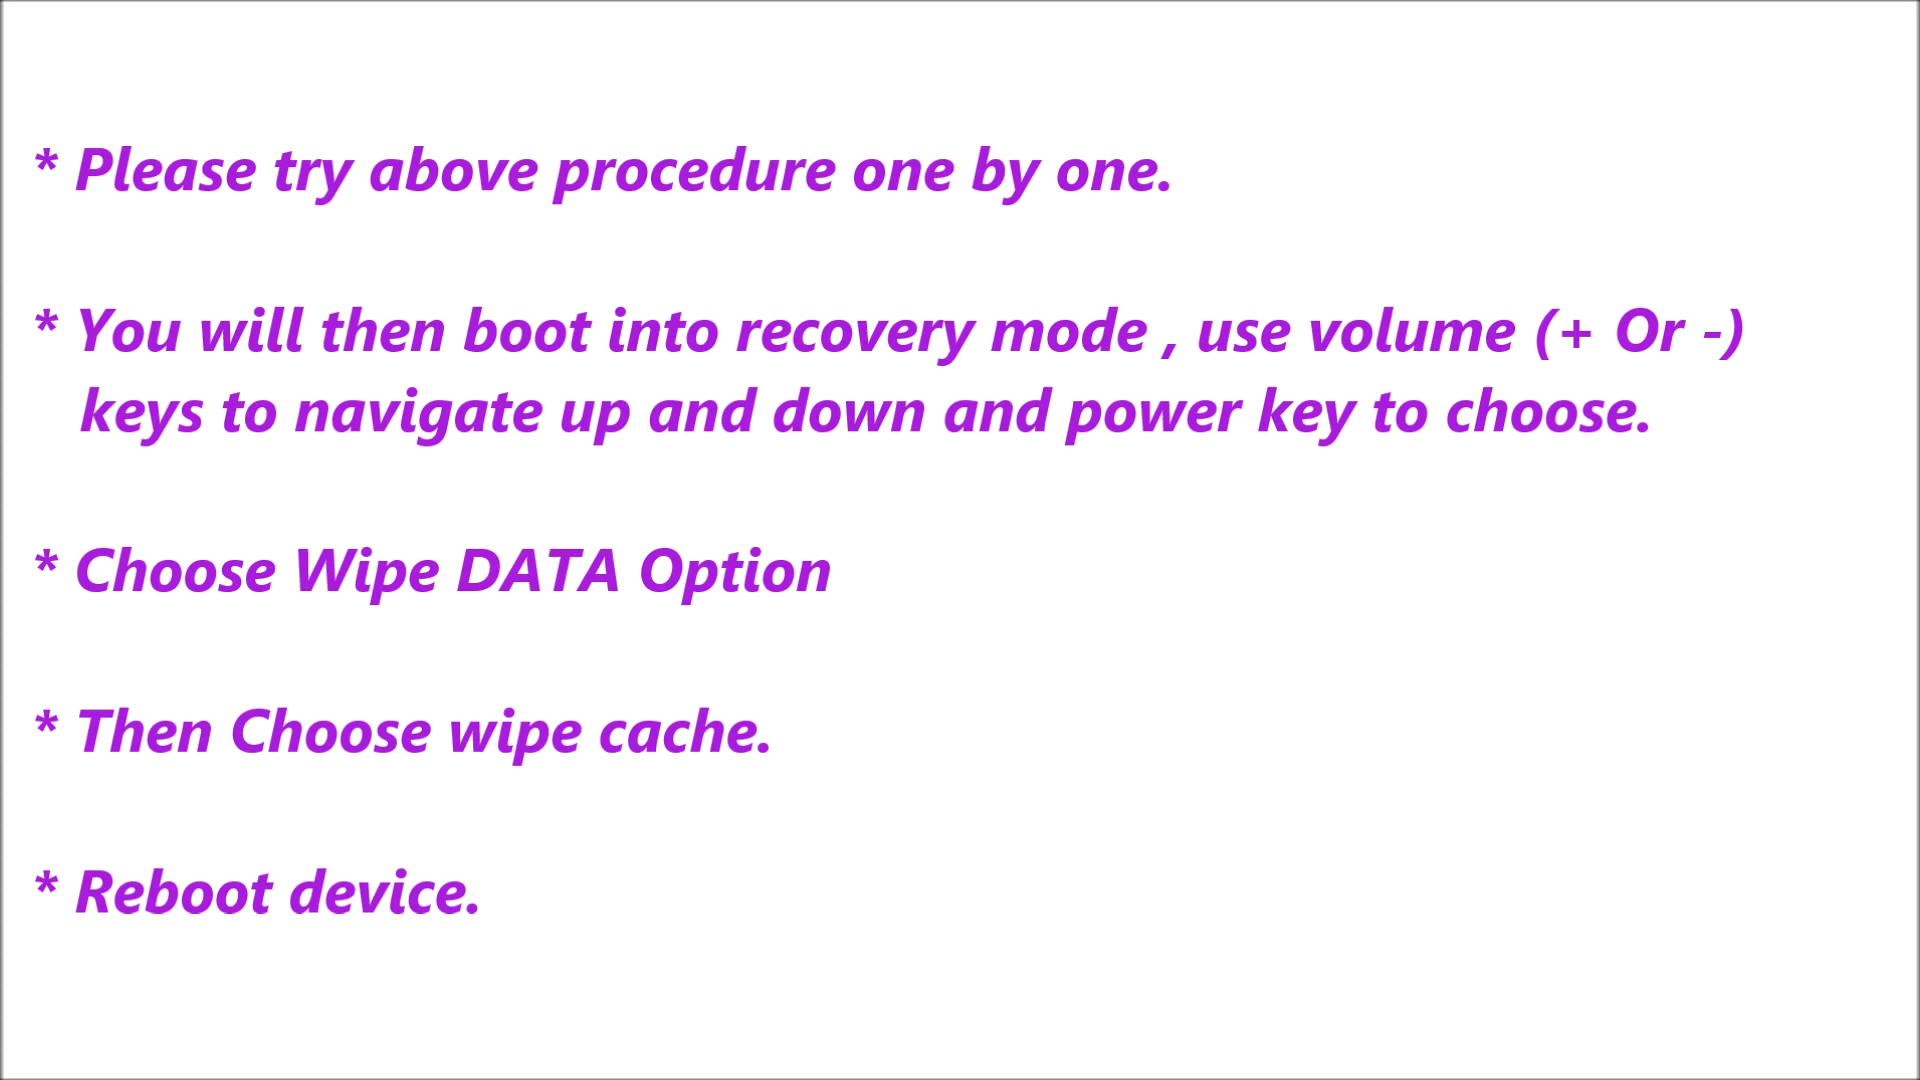 * Please try above procedure one by one.
* You will then boot into recovery mode , use volume (+ Or -)
keys to navigate up and down and power key to choose.
* Choose Wipe DATA Option
* Then Choose wipe cache.
* Reboot device.